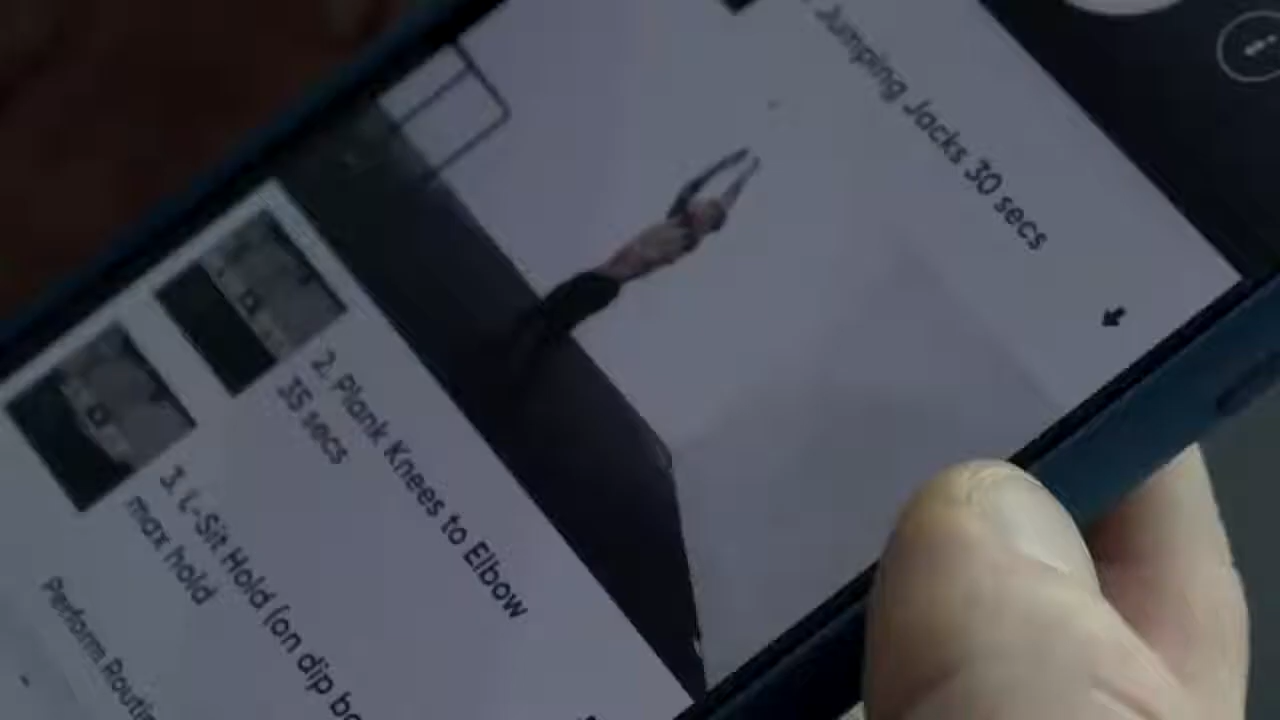 Jumping Jacks 30 secs
2. Plank Knees to Elbow
35 secs
3. L-Sit Hold (on dip
max hold
Perform